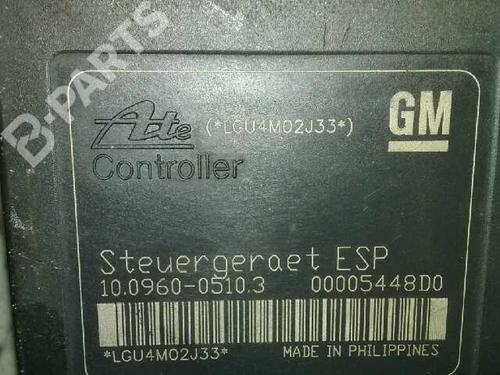 B-PARTS
Ate (*LGU4M02J33*) GM
Controller
Steuergeraet ESP
10.0960-0510.3 00005448D0
*LGU4M02J33* MADE IN PHILIPPINES